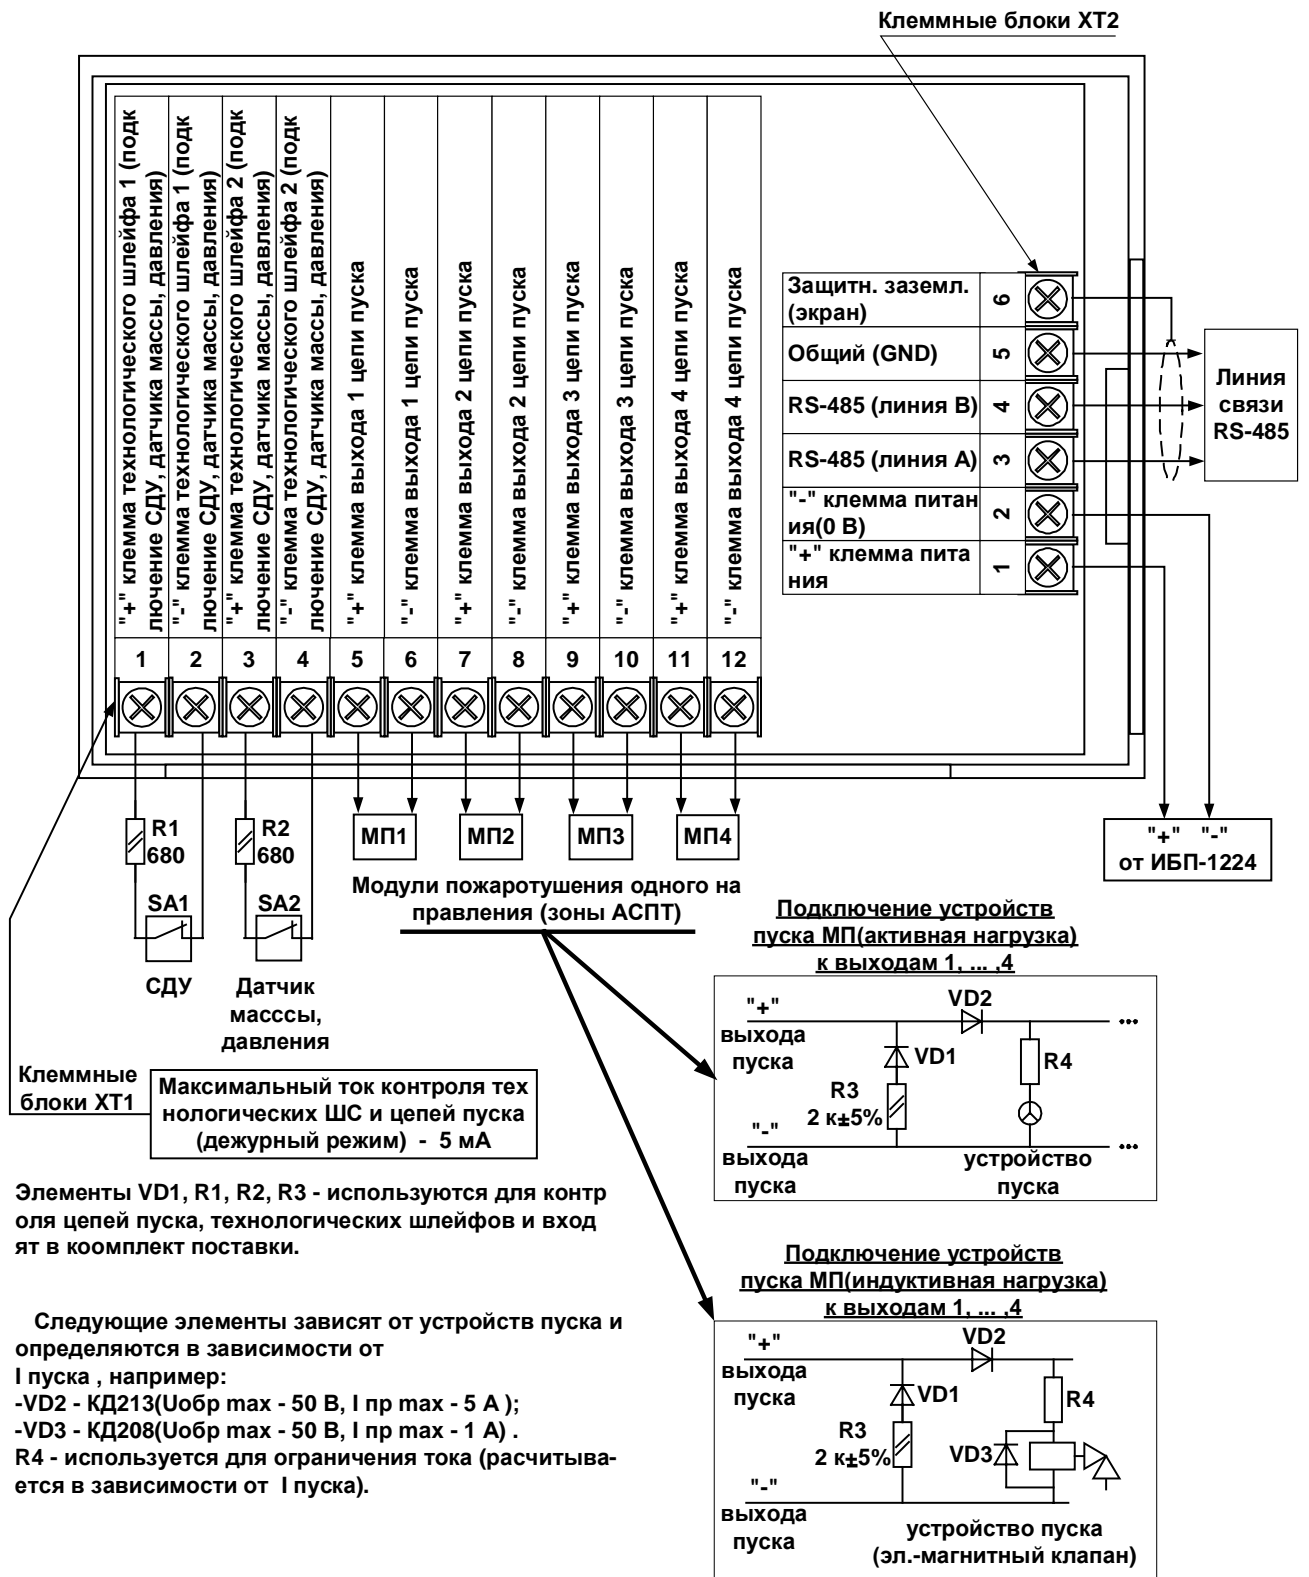 Клеммные блоки XT2
"+" клемма технологического шлейфа 1 (подк
лючение СДУ, датчика массы, давления)
"-" клемма технологического шлейфа 1 (подк
лючение СДУ, датчика массы, давления)
"+" клемма технологического шлейфа 2 (подк
лючение СДУ, датчика массы, давления)
"-" клемма технологического шлейфа 2 (подк
лючение СДУ, датчика массы, давления)
"+" клемма выхода 1 цепи пуска
"-" клемма выхода 1 цепи пуска
"+" клемма выхода 2 цепи пуска
"-" клемма выхода 2 цепи пуска
"+" клемма выхода 3 цепи пуска
"-" клемма выхода 3 цепи пуска
"+" клемма выхода 4 цепи пуска
"-" клемма выхода 4 цепи пуска
1 2 3 4 5 6 7 8 9 10 11 12
Защитн. заземл.
(экран)
6
Общий (GND)
5
RS-485 (линия B)
4
RS-485 (линия A)
3
"-" клемма питан
ия(0 В)
2
"+" клемма пита
ния
1
Линия
связи
RS-485
"+" "-"
от ИБП-1224
R1
680
R2
680
SA1
SA2
СДУ
Датчик
масссы,
давления
МП1
МП2
МП3
МП4
Модули пожаротушения одного на
правления (зоны АСПТ)
Клеммные
блоки XT1
Максимальный ток контроля тех
нологических ШС и цепей пуска
(дежурный режим) - 5 мА
Подключение устройств
пуска МП(активная нагрузка)
к выходам 1, ... ,4
"+"
выхода
пуска
VD2
VD1
R3
2 к±5%
R4
"-"
выхода
пуска
устройство
пуска
...
...
Элементы VD1, R1, R2, R3 - используются для контр
оля цепей пуска, технологических шлейфов и вход
ят в коомплект поставки.
Следующие элементы зависят от устройств пуска и
определяются в зависимости от
I пуска , например:
-VD2 - КД213(Uобр max - 50 В, I пр max - 5 А );
-VD3 - КД208(Uобр max - 50 В, I пр max - 1 А) .
R4 - используется для ограничения тока (расчитыва-
ется в зависимости от I пуска).
Подключение устройств
пуска МП(индуктивная нагрузка)
к выходам 1, ... ,4
"+"
выхода
пуска
VD2
VD1
R3
2 к±5%
R4
VD3
"-"
выхода
пуска
устройство пуска
(эл.-магнитный клапан)